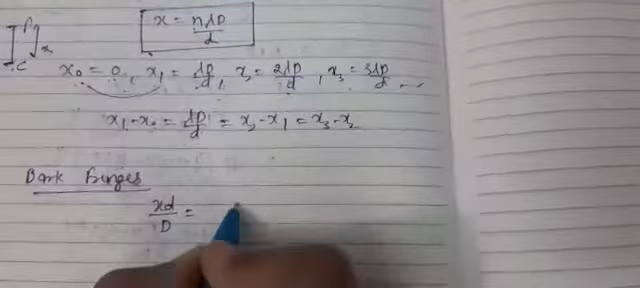 P
x
C
x = nλD/d
x₀ = 0, x₁ = λD/d, x₂ = 2λD/d, x₃ = 3λD/d, ...
x₁-x₀ = λD/d = x₂-x₁ = x₃-x₂
Dark Fringes
xd/D =